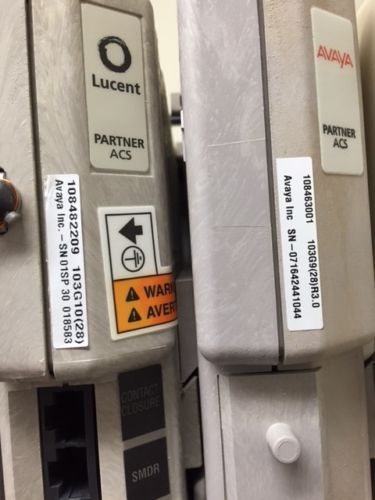 Lucent
PARTNER
ACS
108482209 103G10(28)
Avaya Inc. – SN 01SP 30 018583
WARN
AVER
CONTACT
CLOSURE
SMDR
AVAYA
PARTNER
ACS
108463001 103G9(28)R3.0
Avaya Inc SN–071642441044